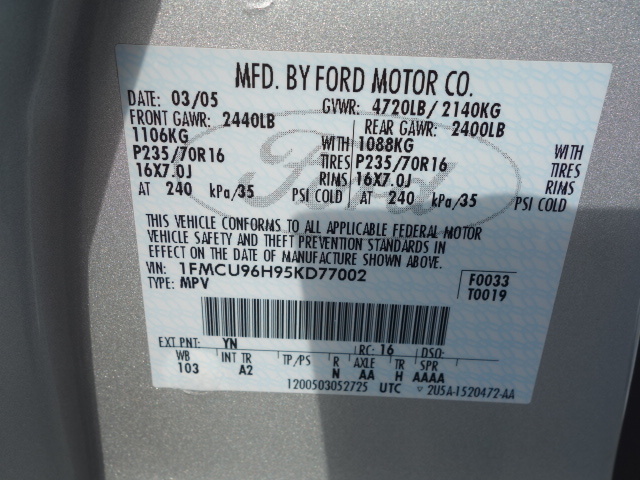 MFD. BY FORD MOTOR CO.
DATE: 03/05 GVWR: 4720LB / 2140KG
FRONT GAWR: 2440LB REAR GAWR: 2400LB
1106KG WITH 1088KG WITH
P235/70R16 TIRES P235/70R16 TIRES
16X7.0J RIMS 16X7.0J RIMS
AT 240 kPa/35 PSI COLD AT 240 kPa/35 PSI COLD
THIS VEHICLE CONFORMS TO ALL APPLICABLE FEDERAL MOTOR
VEHICLE SAFETY AND THEFT PREVENTION STANDARDS IN
EFFECT ON THE DATE OF MANUFACTURE SHOWN ABOVE.
VIN: 1FMCU96H95KD77002 F0033
TYPE: MPV T0019
EXT PNT: YN RC: 16 DSO:
WB INT TR TP/PS R AXLE TR SPR
103 A2 N AA H AAAA
1200503052725 UTC 2U5A-1520472-AA
Ford